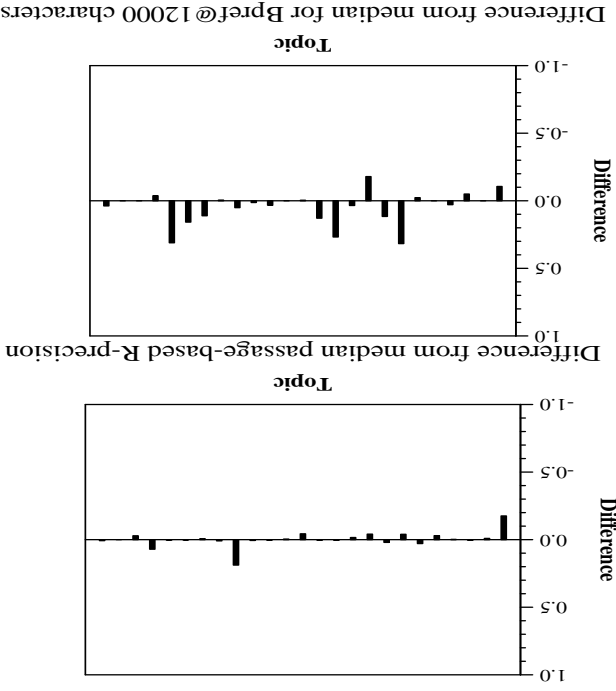 1.0
0.5
Difference
0.0
-0.5
-1.0
Topic
Difference from median passage-based R-precision
1.0
0.5
Difference
0.0
-0.5
-1.0
Topic
Difference from median for Bpref@12000 characters